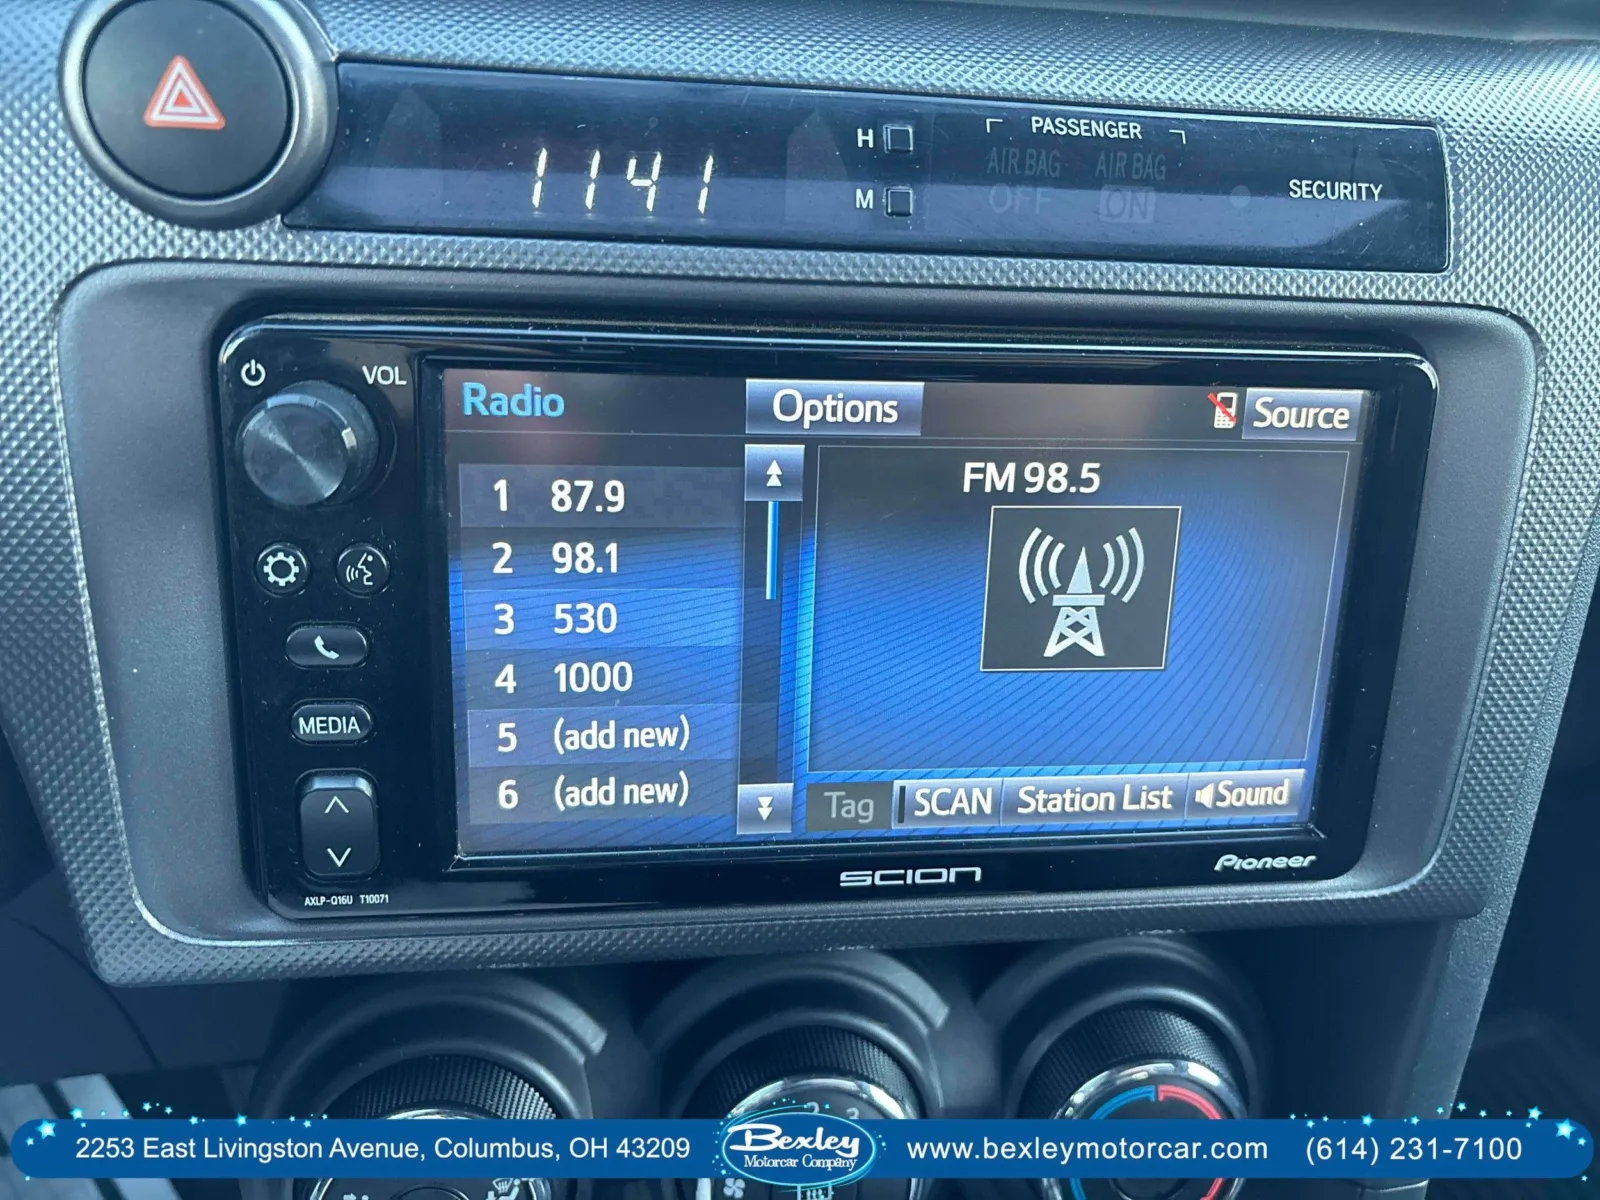 1141
H
M
PASSENGER
AIR BAG AIR BAG
OFF ON
SECURITY
VOL
Radio
Options
Source
1 87.9
2 98.1
3 530
4 1000
5 (add new)
6 (add new)
FM 98.5
Tag
SCAN
Station List
Sound
MEDIA
AXLP-Q16U T10071
SCION
Pioneer
2 3
2253 East Livingston Avenue, Columbus, OH 43209
Bexley
Motorcar Company
www.bexleymotorcar.com
(614) 231-7100